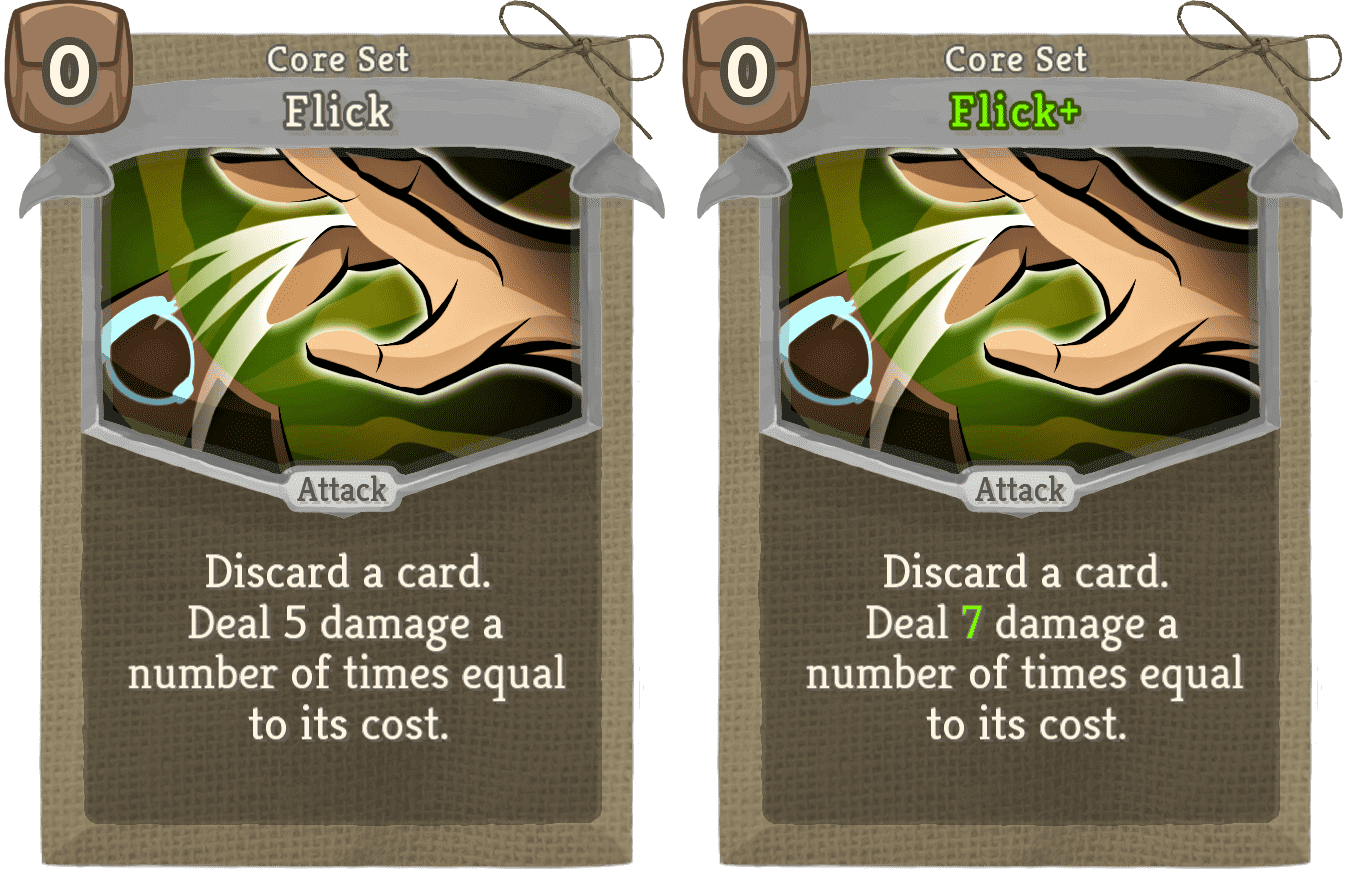 0
Core Set
Flick
Attack
Discard a card.
Deal 5 damage a
number of times equal
to its cost.
0
Core Set
Flick+
Attack
Discard a card.
Deal 7 damage a
number of times equal
to its cost.